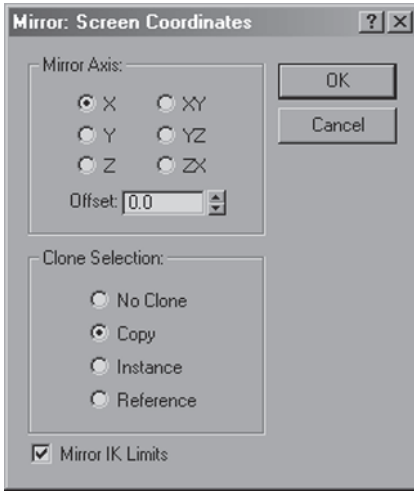 Mirror: Screen Coordinates ? ×
Mirror Axis:
X XY
Y YZ
Z ZX
Offset: 0.0
OK
Cancel
Clone Selection:
No Clone
Copy
Instance
Reference
Mirror IK Limits